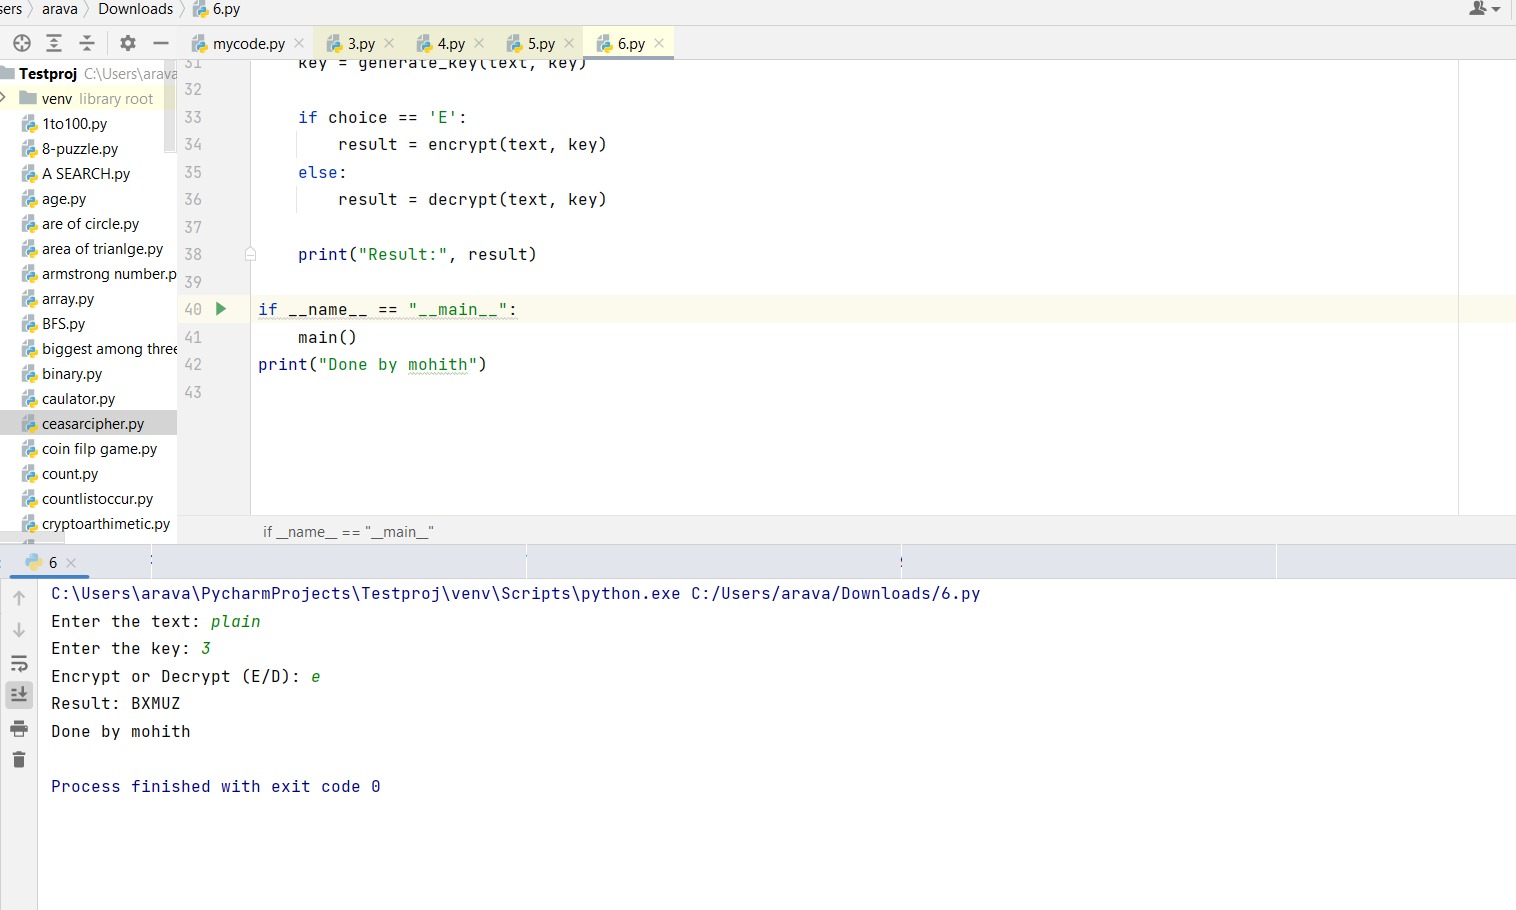 sers arava Downloads 6.py
mycode.py 3.py 4.py 5.py 6.py
Testproj C:\Users\arava
venv library root
1to100.py
8-puzzle.py
A SEARCH.py
age.py
are of circle.py
area of trianlge.py
armstrong number.p
array.py
BFS.py
biggest among three
binary.py
caulator.py
ceasarcipher.py
coin filp game.py
count.py
countlistoccur.py
cryptoarthimetic.py
31 key = generate_key(text, key)
32
33 if choice == 'E':
34 result = encrypt(text, key)
35 else:
36 result = decrypt(text, key)
37
38 print("Result:", result)
39
40 if __name__ == "__main__":
41 main()
42 print("Done by mohith")
43
if __name__ == "__main__"
6
C:\Users\arava\PycharmProjects\Testproj\venv\Scripts\python.exe C:/Users/arava/Downloads/6.py
Enter the text: plain
Enter the key: 3
Encrypt or Decrypt (E/D): e
Result: BXMUZ
Done by mohith
Process finished with exit code 0